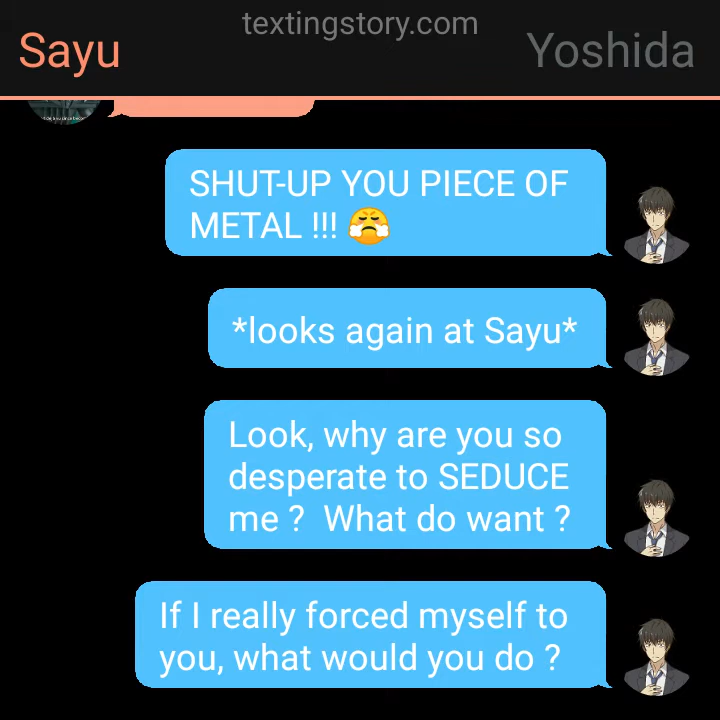 textingstory.com
Sayu
Yoshida
SHUT-UP YOU PIECE OF
METAL !!! 😤
*looks again at Sayu*
Look, why are you so
desperate to SEDUCE
me ?  What do want ?
If I really forced myself to
you, what would you do ?